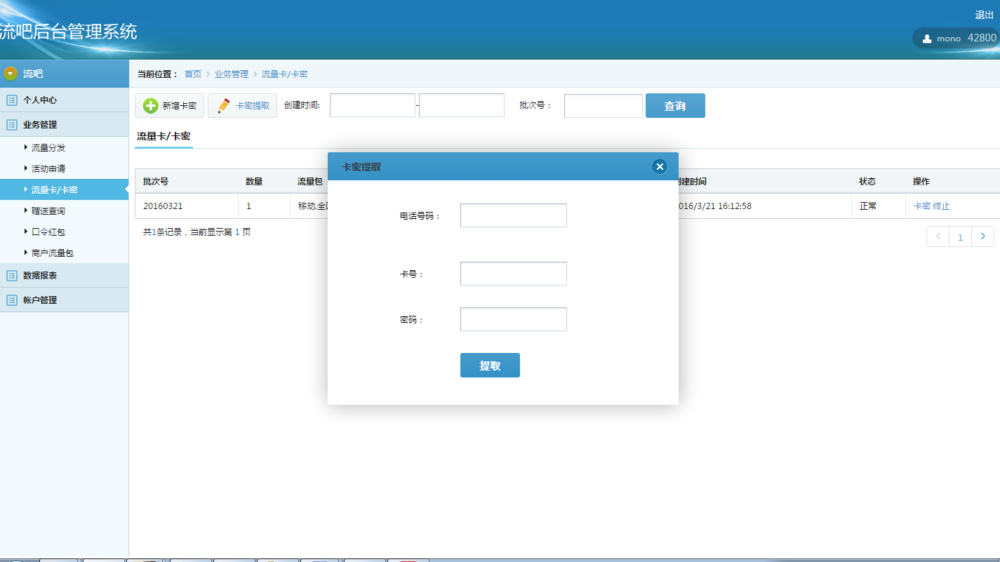 退出
流吧后台管理系统
mono 42800
流吧
当前位置： 首页 > 业务管理 > 流量卡/卡密
个人中心
业务管理
流量分发
活动申请
流量卡/卡密
赠送查询
口令红包
商户流量包
数据报表
帐户管理
新增卡密 卡密提取 创建时间: - 批次号： 查询
流量卡/卡密
批次号 数量 流量包 建时间 状态 操作
20160321 1 移动.全 016/3/21 16:12:58 正常 卡密 终止
共1条记录，当前显示第 1 页
< 1 >
卡密提取
电话号码：
卡号：
密码：
提取